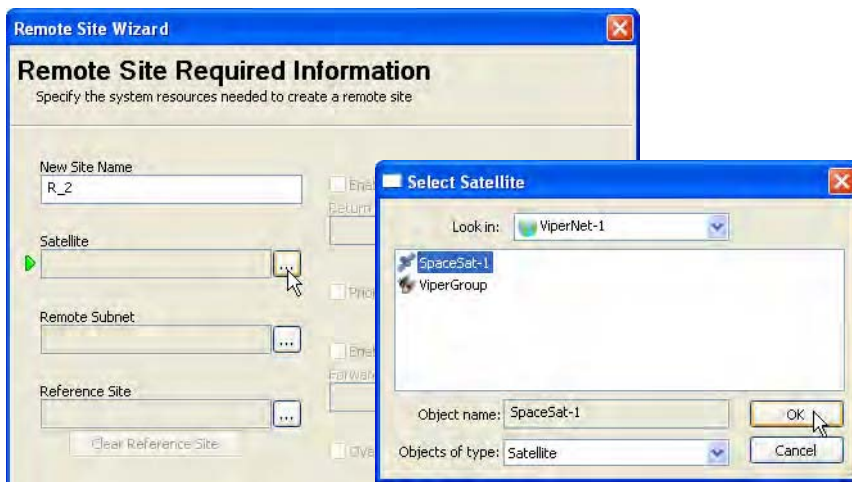 Remote Site Wizard
Remote Site Required Information
Specify the system resources needed to create a remote site
New Site Name
R_2
Satellite
...
Remote Subnet
...
Reference Site
...
Clear Reference Site
Return
Select Satellite
Look in: ViperNet-1
SpaceSat-1
ViperGroup
Object name: SpaceSat-1
OK
Objects of type: Satellite
Cancel